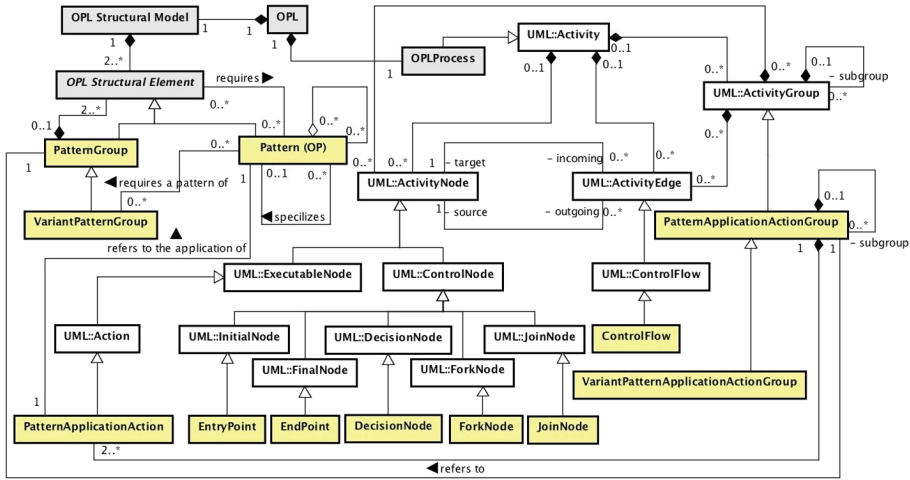 OPL Structural Model
1
1
OPL
1
2..*
1
OPLProcess
UML::Activity
0..1
0..1
0..1
0..*
0..*
0..1
– subgroup
0..*
UML::ActivityGroup
OPL Structural Element
requires ►
2..*
0..*
0..1
0..*
0..*
0..*
PatternGroup
1
0..*
Pattern (OP)
1
0..1
0..*
◄ requires a pattern of
0..*
◄ specilizes
VariantPatternGroup
▲
refers to the application of
0..*
0..*
1
– target
UML::ActivityNode
1
– source
– incoming
0..*
0..*
UML::ActivityEdge
– outgoing
0..*
0..*
0..*
0..1
PatternApplicationActionGroup
0..*
– subgroup
1
1
UML::ExecutableNode
UML::ControlNode
UML::ControlFlow
UML::Action
UML::InitialNode
UML::DecisionNode
UML::JoinNode
ControlFlow
UML::FinalNode
UML::ForkNode
VariantPatternApplicationActionGroup
1
PatternApplicationAction
EntryPoint
EndPoint
DecisionNode
ForkNode
JoinNode
2..*
◄ refers to